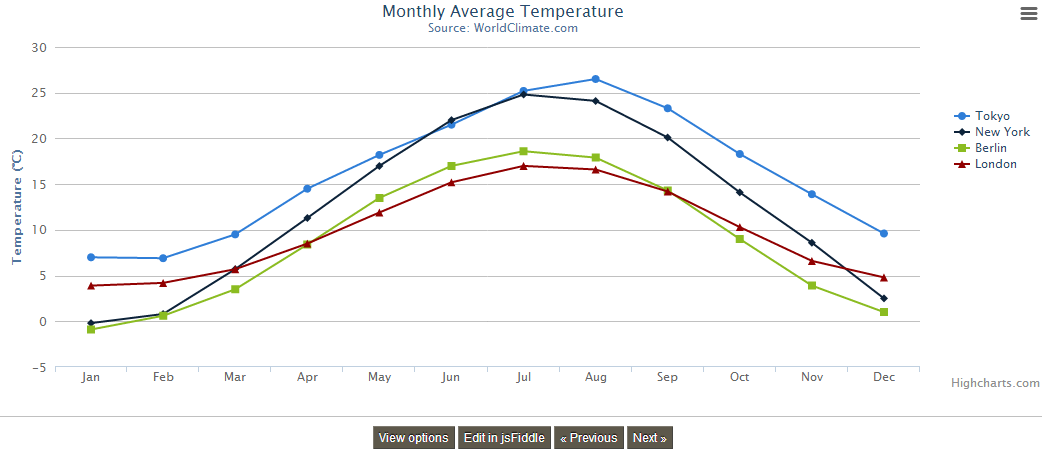 Monthly Average Temperature
Source: WorldClimate.com
Temperature (°C)
30
25
20
15
10
5
0
−5
Jan Feb Mar Apr May Jun Jul Aug Sep Oct Nov Dec
Tokyo
New York
Berlin
London
Highcharts.com
View options Edit in jsFiddle « Previous Next »